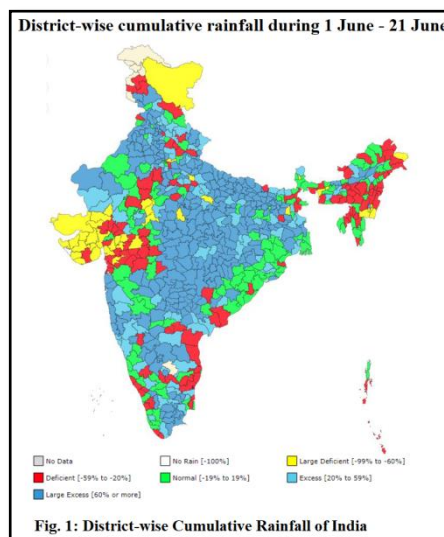 District-wise cumulative rainfall during 1 June - 21 June
No Data
No Rain [-100%]
Large Deficient [-99% to -60%]
Deficient [-59% to -20%]
Normal [-19% to 19%]
Excess [20% to 59%]
Large Excess [60% or more]
Fig. 1: District-wise Cumulative Rainfall of India